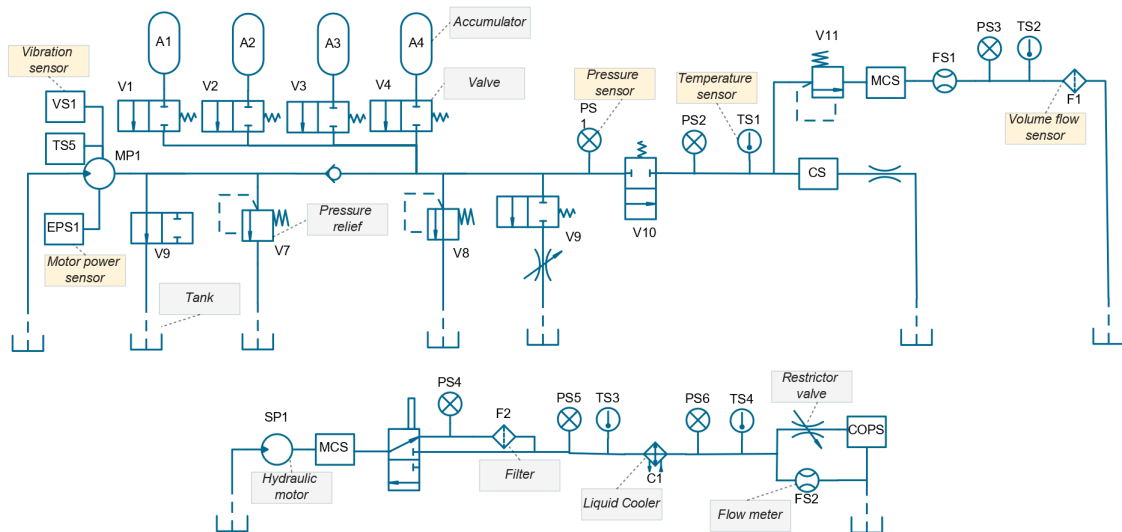 A1
A2
A3
A4
Accumulator
Vibration
sensor
V1
V2
V3
V4
Valve
VS1
TS5
MP1
EPS1
Motor power
sensor
V9
V7
Pressure
relief
V8
V9
Tank
Pressure
sensor
PS
1
V10
PS2
Temperature
sensor
TS1
V11
MCS
FS1
PS3
TS2
F1
Volume flow
sensor
CS
SP1
Hydraulic
motor
MCS
PS4
F2
Filter
PS5
TS3
Liquid Cooler
C1
PS6
TS4
Restrictor
valve
COPS
FS2
Flow meter